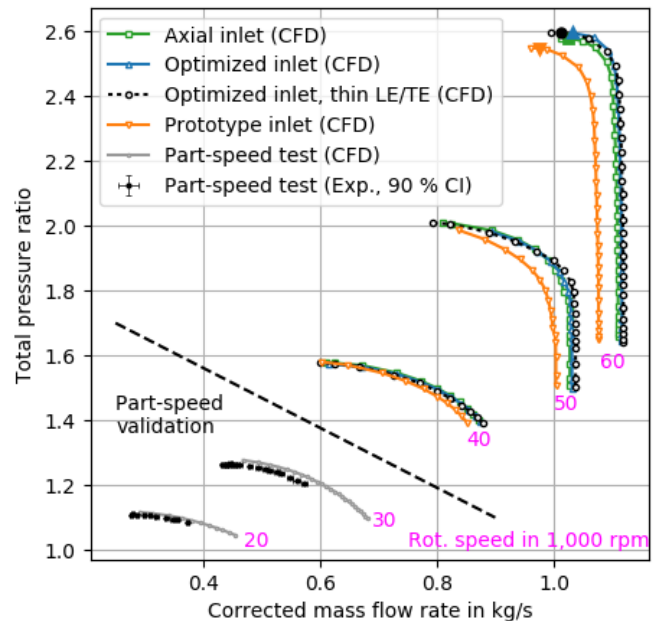 Total pressure ratio
2.6
2.4
2.2
2.0
1.8
1.6
1.4
1.2
1.0
Axial inlet (CFD)
Optimized inlet (CFD)
Optimized inlet, thin LE/TE (CFD)
Prototype inlet (CFD)
Part-speed test (CFD)
Part-speed test (Exp., 90 % CI)
60
50
40
Part-speed
validation
30
20
Rot. speed in 1,000 rpm
0.4
0.6
0.8
1.0
Corrected mass flow rate in kg/s